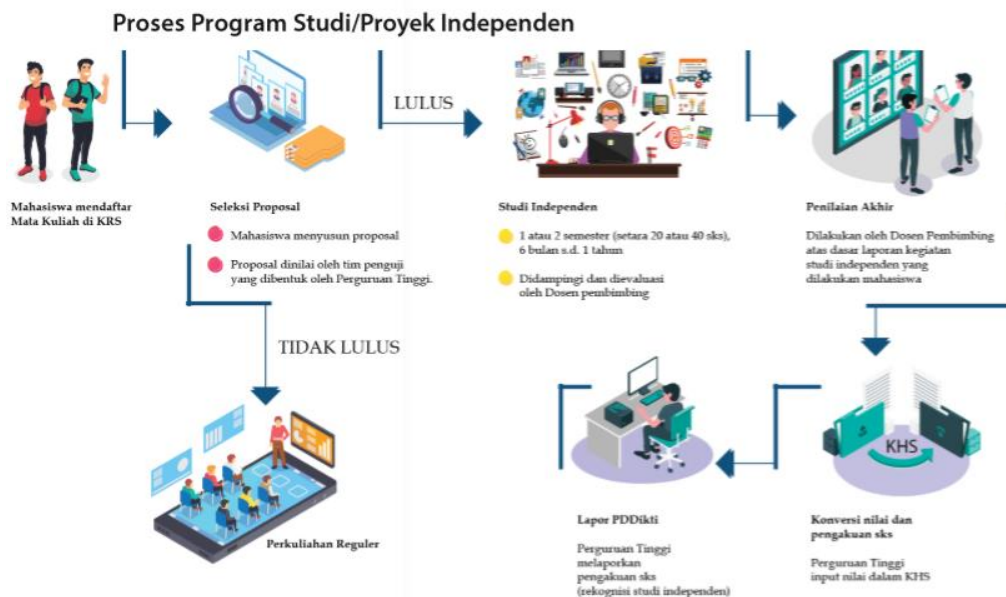 Proses Program Studi/Proyek Independen
LULUS
Mahasiswa mendaftar
Mata Kuliah di KRS
Seleksi Proposal
Mahasiswa menyusun proposal
Proposal dinilai oleh tim penguji
yang dibentuk oleh Perguruan Tinggi.
Studi Independen
1 atau 2 semester (setara 20 atau 40 sks),
6 bulan s.d. 1 tahun
Didampingi dan dievaluasi
oleh Dosen pembimbing
Penilaian Akhir
Dilakukan oleh Dosen Pembimbing
atas dasar laporan kegiatan
studi independen yang
dilakukan mahasiswa
TIDAK LULUS
Perkuliahan Reguler
KHS
Konversi nilai dan
pengakuan sks
Perguruan Tinggi
input nilai dalam KHS
Lapor PDDikti
Perguruan Tinggi
melaporkan
pengakuan sks
(rekognisi studi independen)